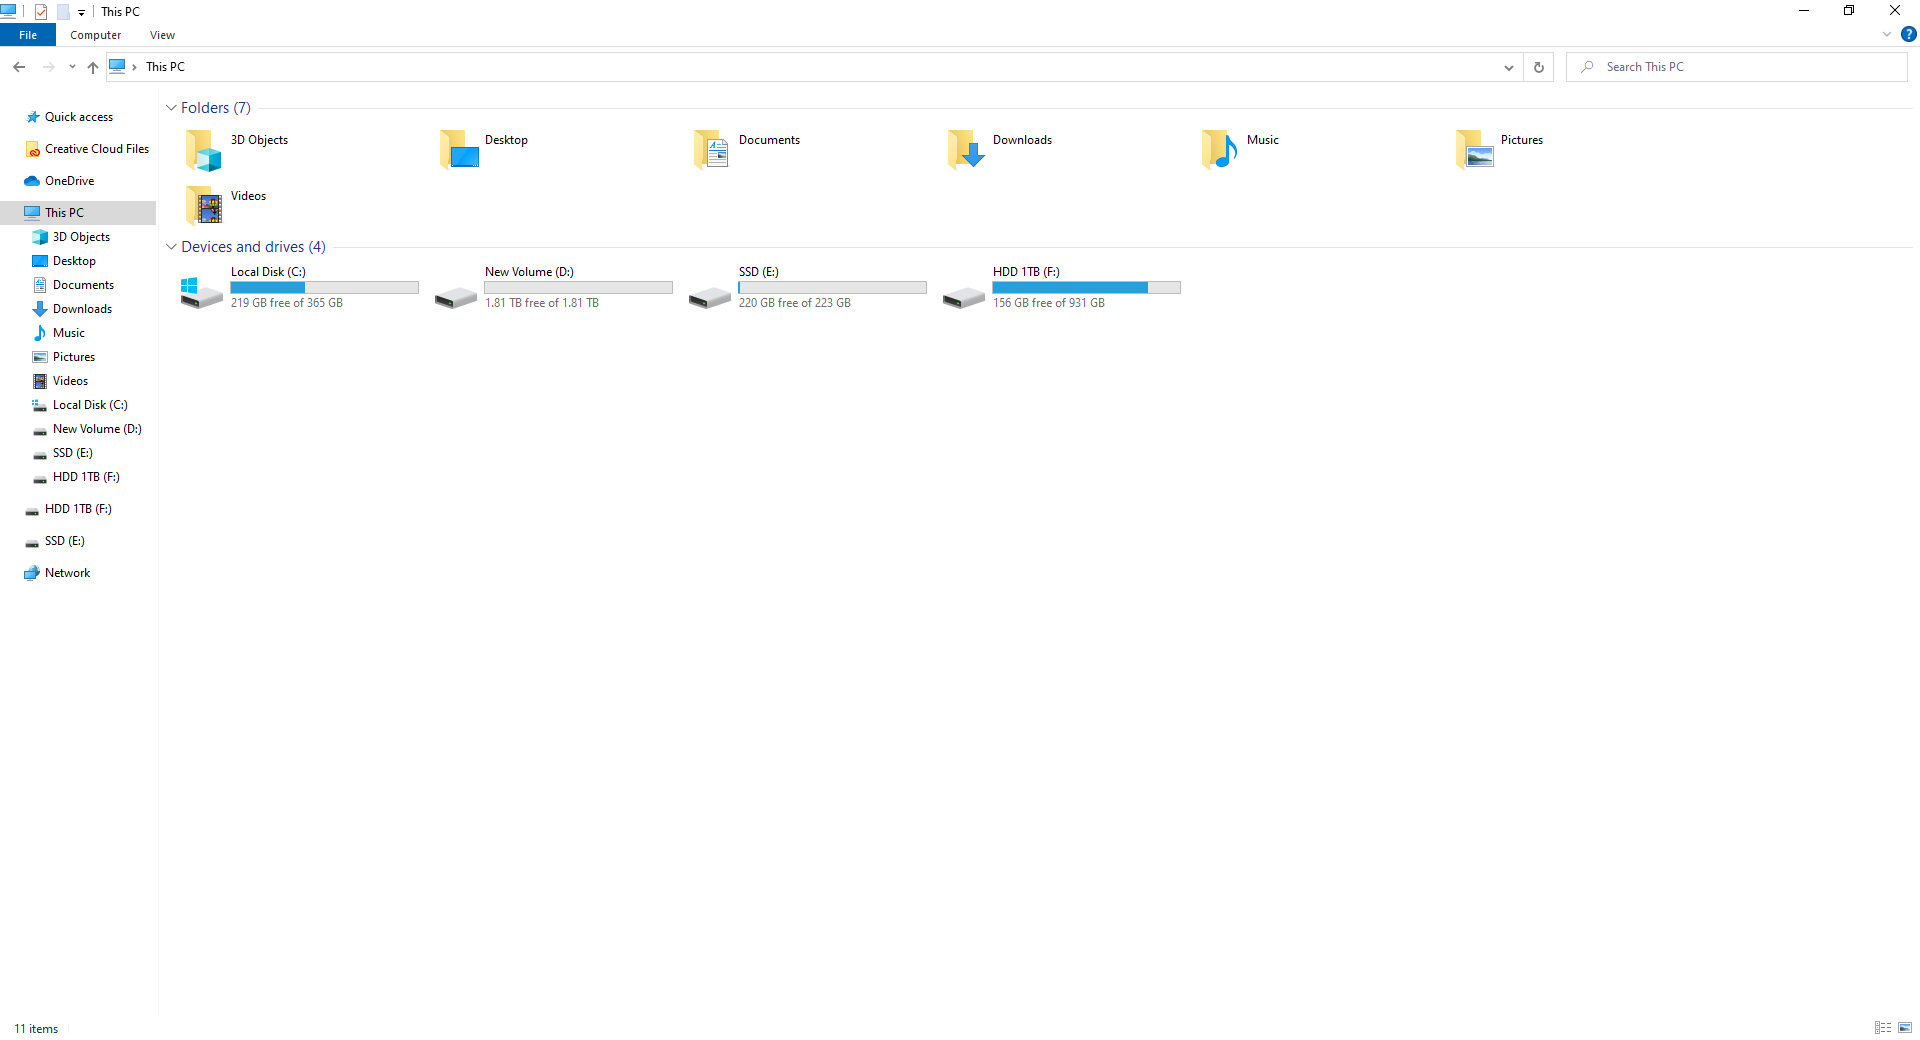 This PC
File Computer View
This PC
Search This PC
Quick access
Creative Cloud Files
OneDrive
This PC
3D Objects
Desktop
Documents
Downloads
Music
Pictures
Videos
Local Disk (C:)
New Volume (D:)
SSD (E:)
HDD 1TB (F:)
HDD 1TB (F:)
SSD (E:)
Network
Folders (7)
3D Objects
Desktop
Documents
Downloads
Music
Pictures
Videos
Devices and drives (4)
Local Disk (C:)
219 GB free of 365 GB
New Volume (D:)
1.81 TB free of 1.81 TB
SSD (E:)
220 GB free of 223 GB
HDD 1TB (F:)
156 GB free of 931 GB
11 items